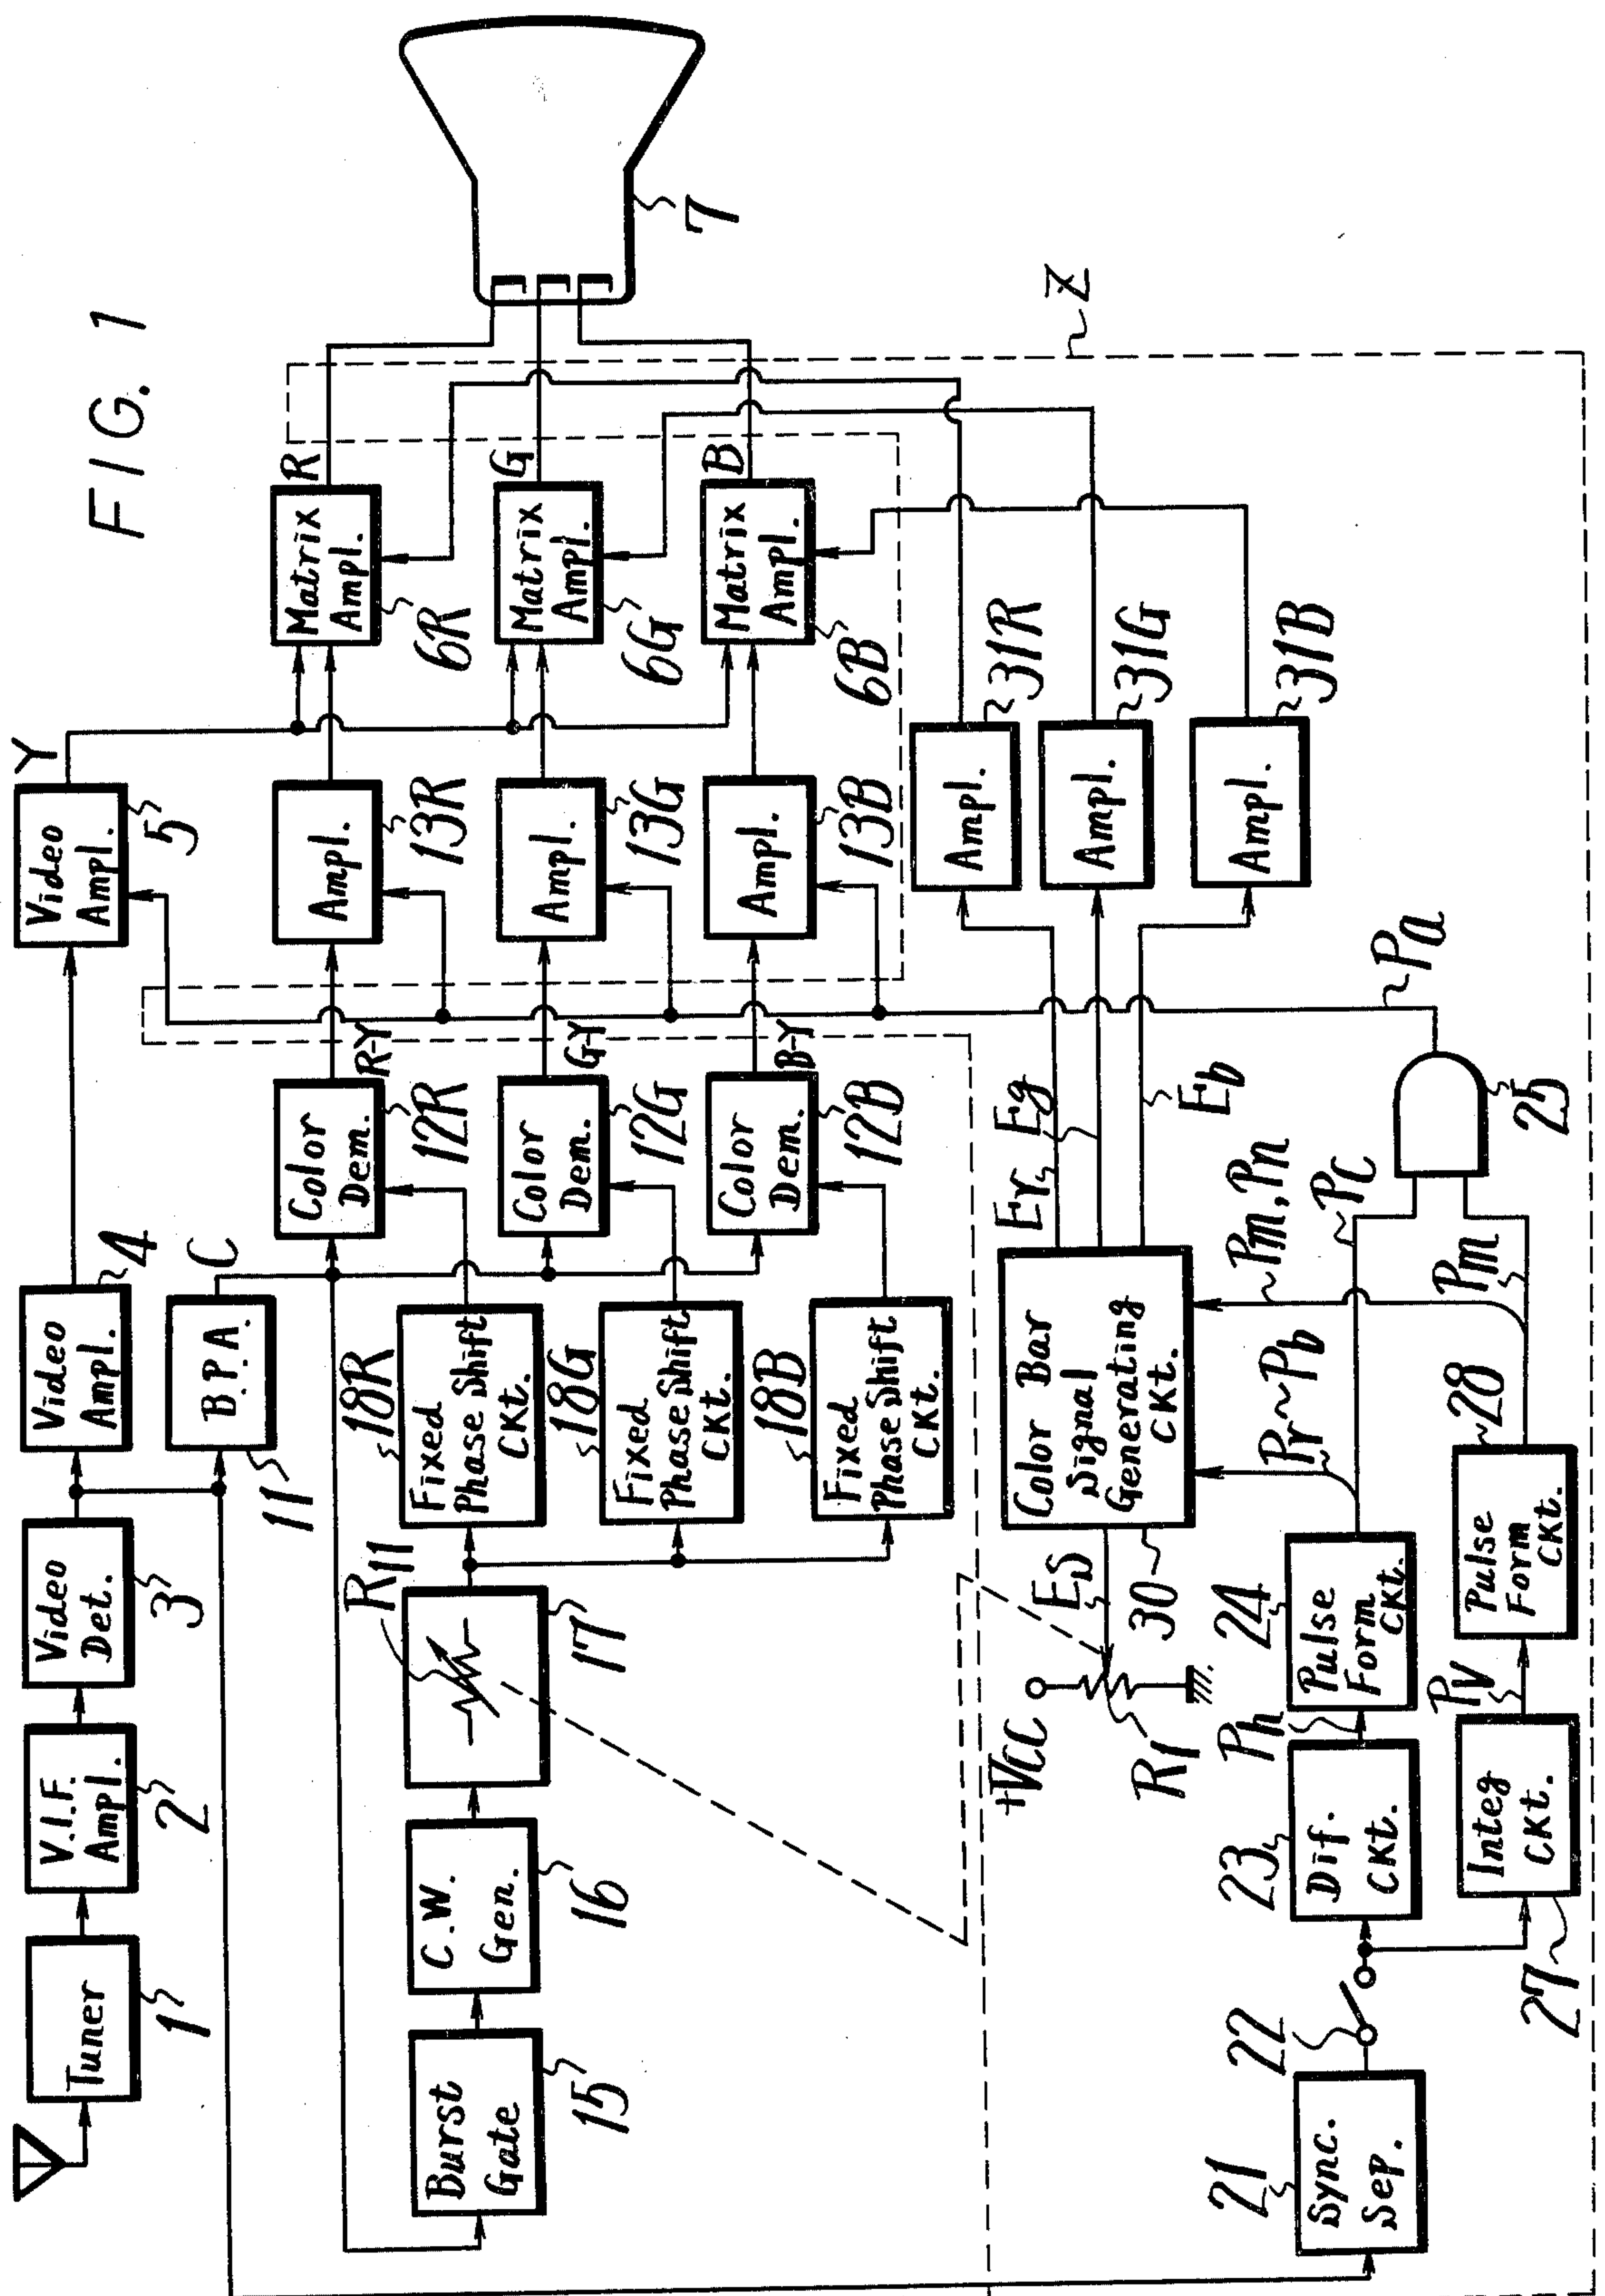 FIG. 1
Tuner
1
V.I.F.
Ampl.
2
Video
Det.
3
Video
Ampl.
4
Video
Ampl.
5
Y
B.P.A.
11
C
Color
Dem.
12R
R-Y
Ampl.
13R
Matrix
Ampl.
6R
R
Color
Dem.
12G
G-Y
Ampl.
13G
Matrix
Ampl.
6G
G
Color
Dem.
12B
B-Y
Ampl.
13B
Matrix
Ampl.
6B
B
7
Burst
Gate
15
C.W.
Gen.
16
R11
17
18R
Fixed
Phase Shift
CKt.
18G
Fixed
Phase Shift
CKt.
18B
Fixed
Phase Shift
CKt.
Z
+Vcc
R1
Es
30
Color Bar
Signal
Generating
CKt.
Er
Eg
Eb
Ampl.
31R
Ampl.
31G
Ampl.
31B
21
Sync.
Sep.
22
23
Dif.
CKt.
Ph
24
Pulse
Form
CKt.
Pr~Pb
Pm,Pn
Pc
27
Integ
CKt.
Pv
Pulse
Form
CKt.
28
Pm
25
Pa